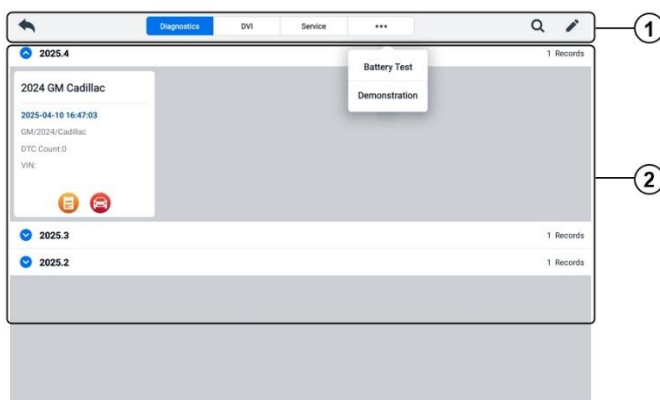 Diagnostics DVI Service •••
1
2025.4 1 Records
Battery Test
Demonstration
2024 GM Cadillac
2025-04-10 16:47:03
GM/2024/Cadillac
DTC Count:0
VIN:
2
2025.3 1 Records
2025.2 1 Records